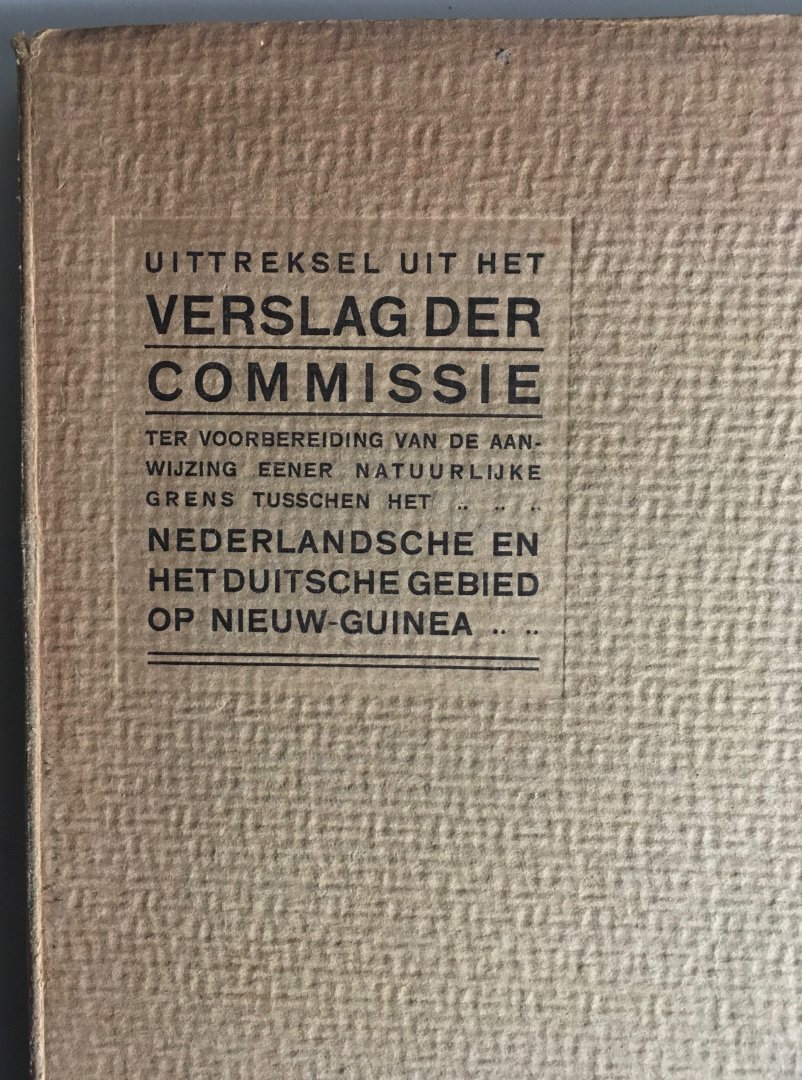 UITTREKSEL UIT HET
VERSLAG DER
COMMISSIE
TER VOORBEREIDING VAN DE AAN-
WIJZING EENER NATUURLIJKE
GRENS TUSSCHEN HET .. .. ..
NEDERLANDSCHE EN
HET DUITSCHE GEBIED
OP NIEUW-GUINEA .. ..